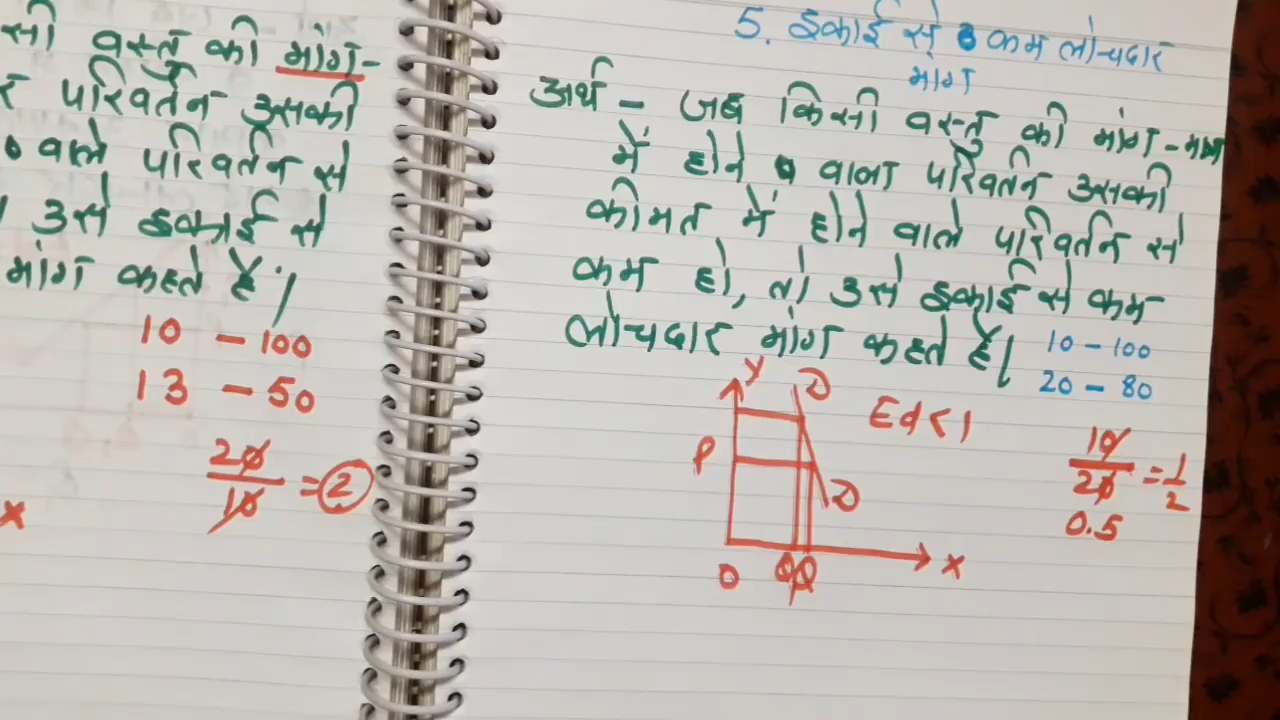 सी वस्तु की मांग-
र परिवर्तन उसकी
वाले परिवर्तन से
उसे इकाई से
मांग कहते हैं।
10 - 100
13 - 50
20/10 = 2
x
5. इकाई से कम लोचदार
मांग
अर्थ - जब किसी वस्तु की मांग-मात्रा
में होने वाला परिवर्तन उसकी
कीमत में होने वाले परिवर्तन से
कम हो, तो उसे इकाई से कम
लोचदार मांग कहते हैं।
10 - 100
20 - 80
Y D
Ed < 1
P
D
10/20 = 1/2
0.5
O Q Q X